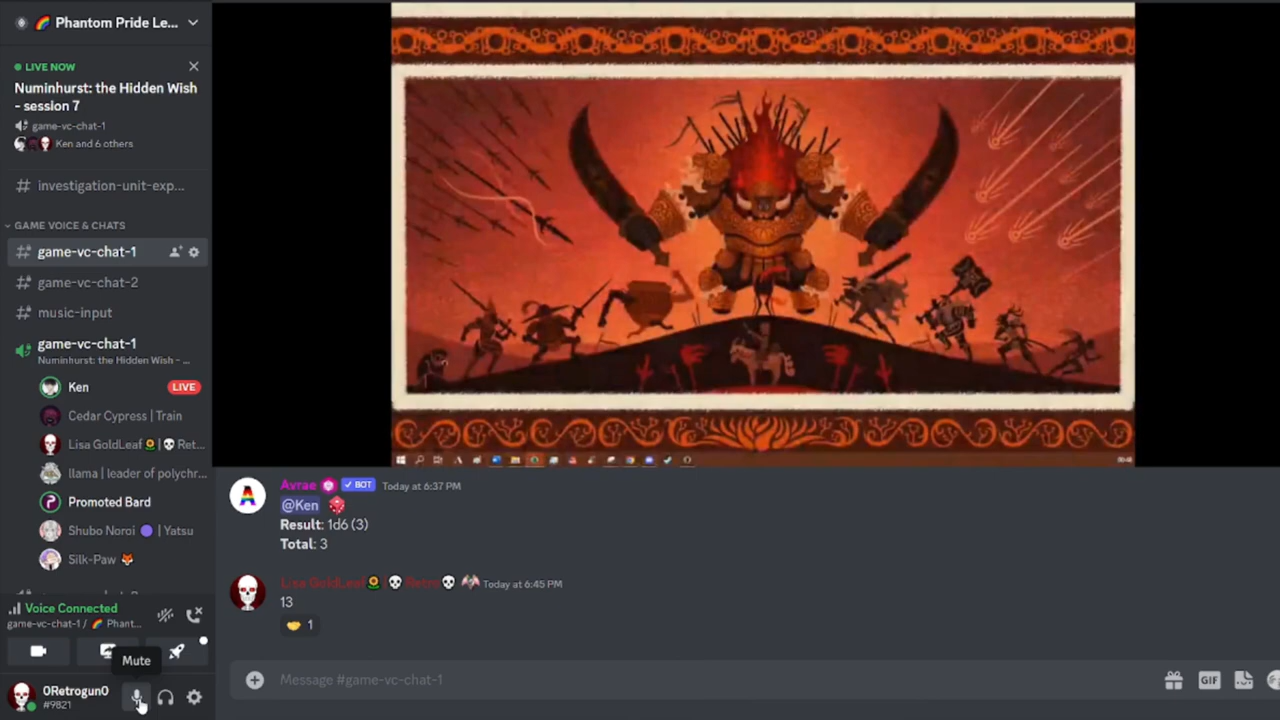 Phantom Pride Le...
LIVE NOW
Numinhurst: the Hidden Wish
- session 7
game-vc-chat-1
Ken and 6 others
investigation-unit-exp...
GAME VOICE & CHATS
game-vc-chat-1
game-vc-chat-2
music-input
game-vc-chat-1
Numinhurst: the Hidden Wish - ...
Ken LIVE
Cedar Cypress | Train
Lisa GoldLeaf🌻|💀Ret...
llama | leader of polychr...
Promoted Bard
Shubo Noroi 🟣 | Yatsu
Silk-Paw 🦊
Voice Connected
game-vc-chat-1 / 🌈 Phant...
Mute
0Retrogun0
#9821
Avrae ✓ BOT Today at 6:37 PM
@Ken 🎲
Result: 1d6 (3)
Total: 3
Lisa GoldLeaf🌻|💀Retro💀 Today at 6:45 PM
13
🤝 1
Message #game-vc-chat-1
GIF